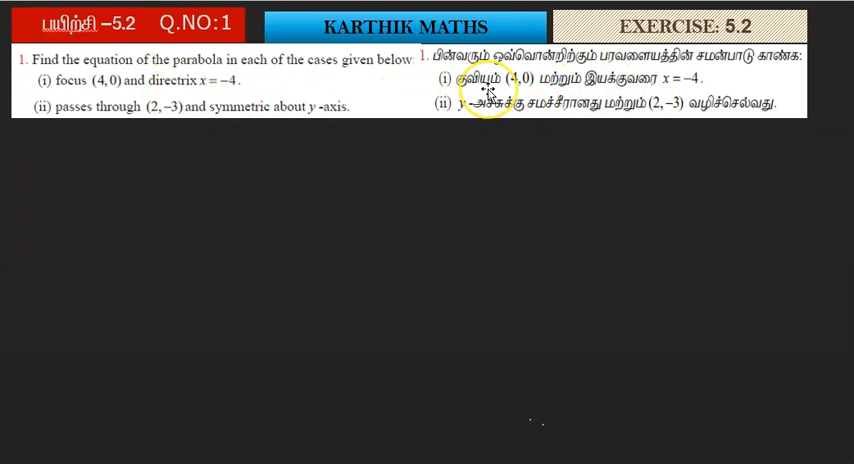 பயிற்சி –5.2 Q.NO:1
KARTHIK MATHS
EXERCISE: 5.2
1. Find the equation of the parabola in each of the cases given below:
(i) focus (4,0) and directrix x = −4.
(ii) passes through (2,−3) and symmetric about y -axis.
1. பின்வரும் ஒவ்வொன்றிற்கும் பரவளையத்தின் சமன்பாடு காண்க:
(i) குவியம் (4,0) மற்றும் இயக்குவரை x = −4.
(ii) y -அச்சுக்கு சமச்சீரானது மற்றும் (2,−3) வழிச்செல்வது.